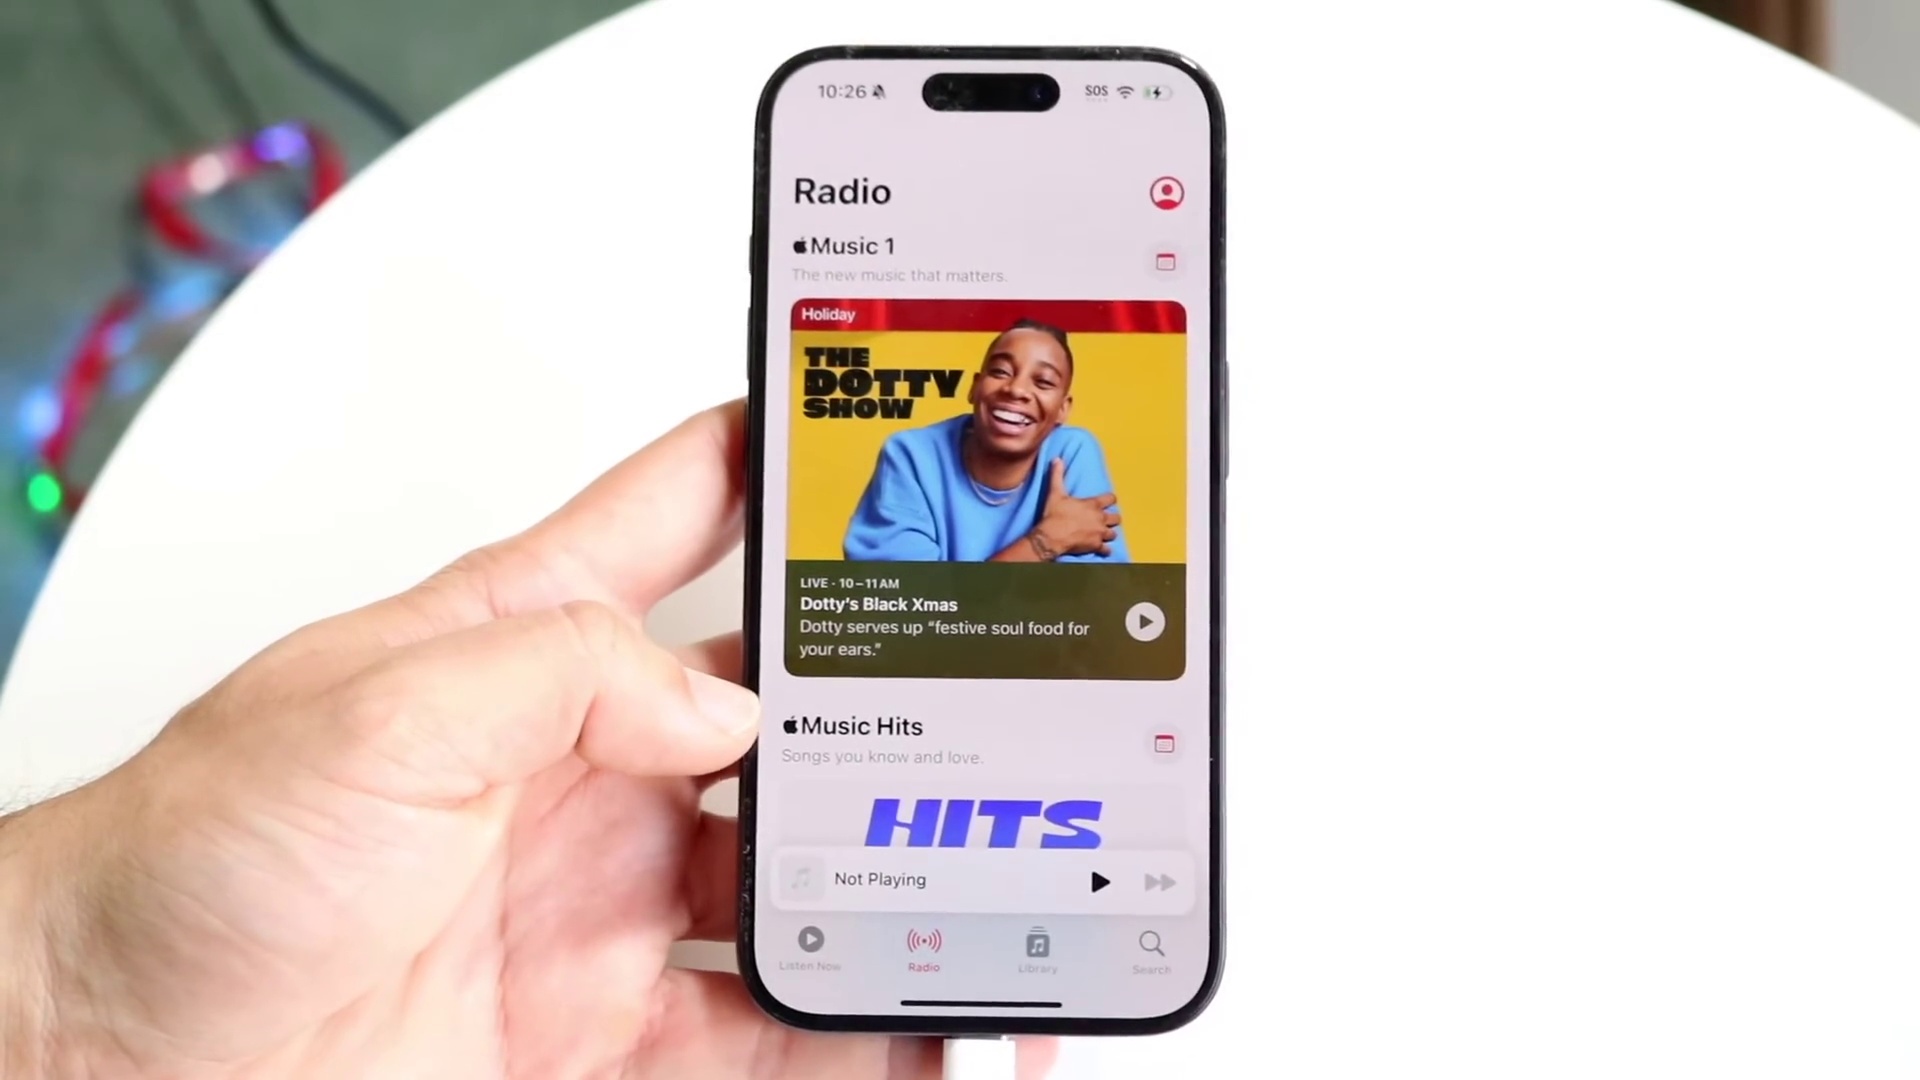 10:26
SOS
Radio
Music 1
The new music that matters.
Holiday
THE
DOTTY
SHOW
LIVE · 10–11 AM
Dotty's Black Xmas
Dotty serves up “festive soul food for
your ears.”
Music Hits
Songs you know and love.
HITS
Not Playing
Listen Now
Radio
Library
Search